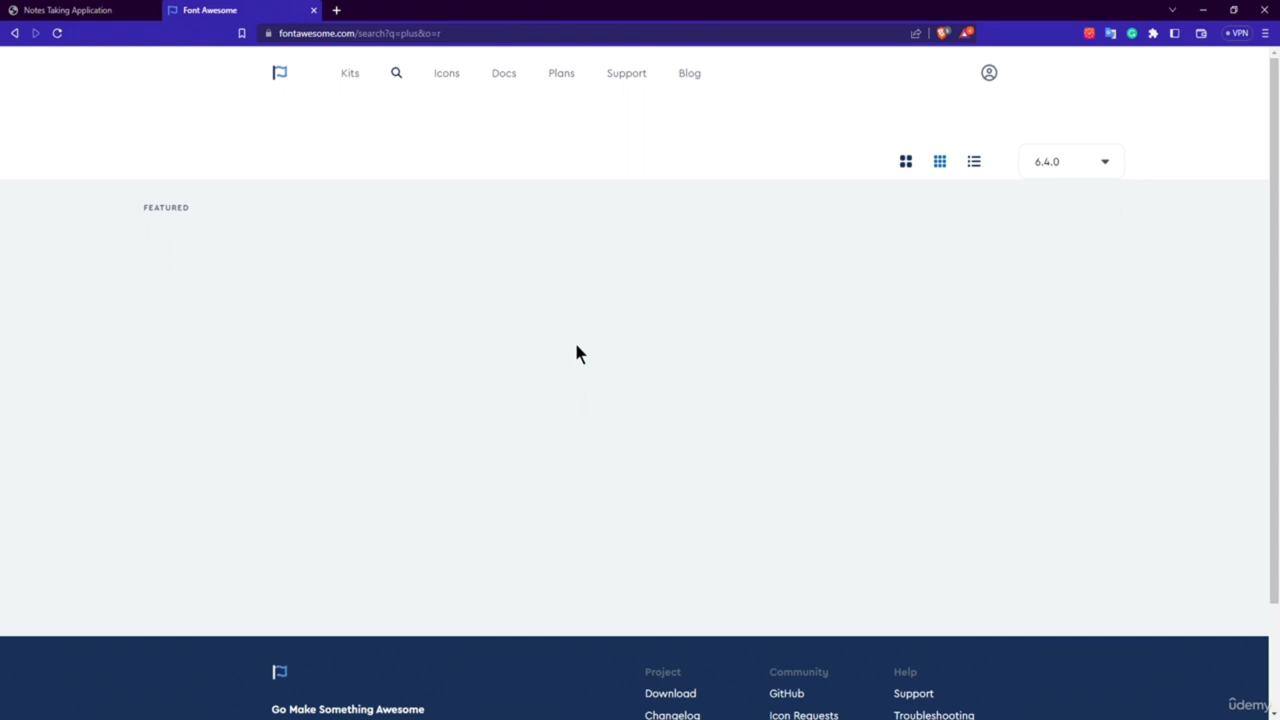 Notes Taking Application
Font Awesome
fontawesome.com/search?q=plus&o=r
VPN
Kits
Icons
Docs
Plans
Support
Blog
6.4.0
FEATURED
Go Make Something Awesome
Project
Download
Changelog
Community
GitHub
Icon Requests
Help
Support
Troubleshooting
udemy